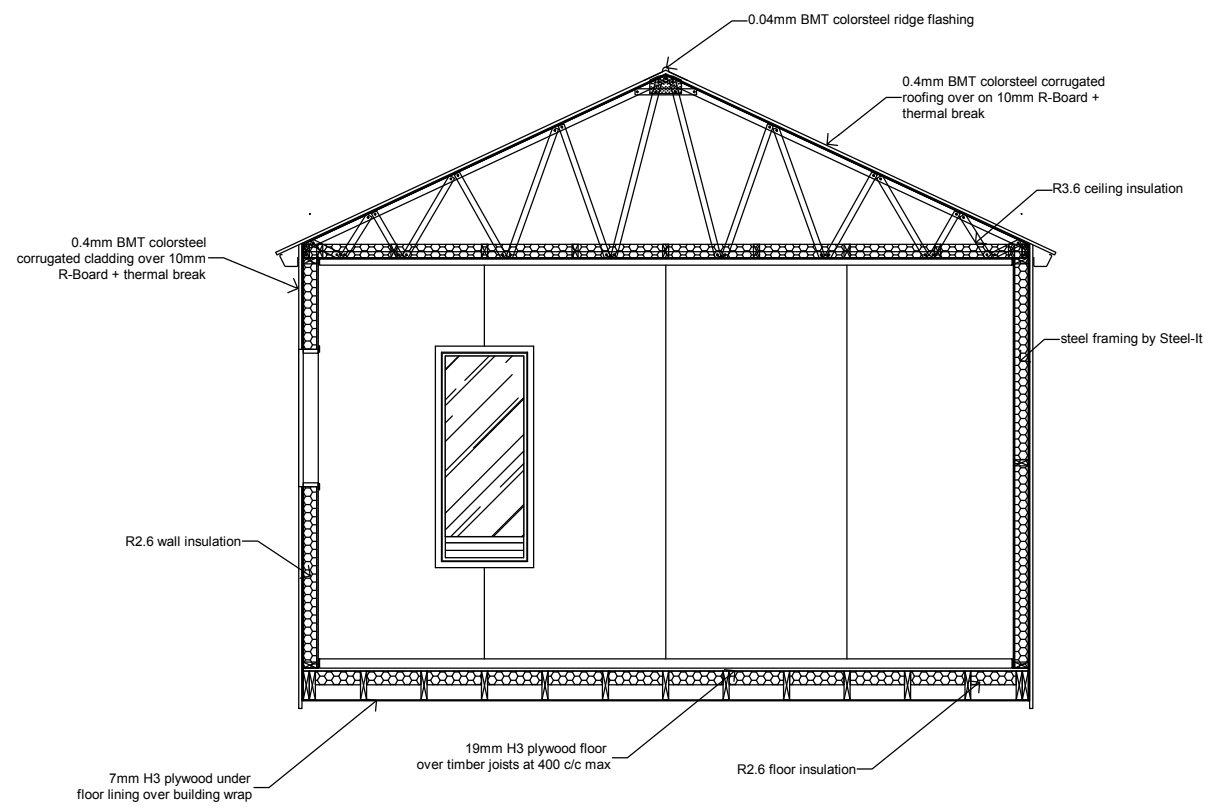 0.04mm BMT colorsteel ridge flashing
0.4mm BMT colorsteel corrugated
roofing over on 10mm R-Board +
thermal break
R3.6 ceiling insulation
0.4mm BMT colorsteel
corrugated cladding over 10mm
R-Board + thermal break
steel framing by Steel-It
R2.6 wall insulation
19mm H3 plywood floor
over timber joists at 400 c/c max
R2.6 floor insulation
7mm H3 plywood under
floor lining over building wrap